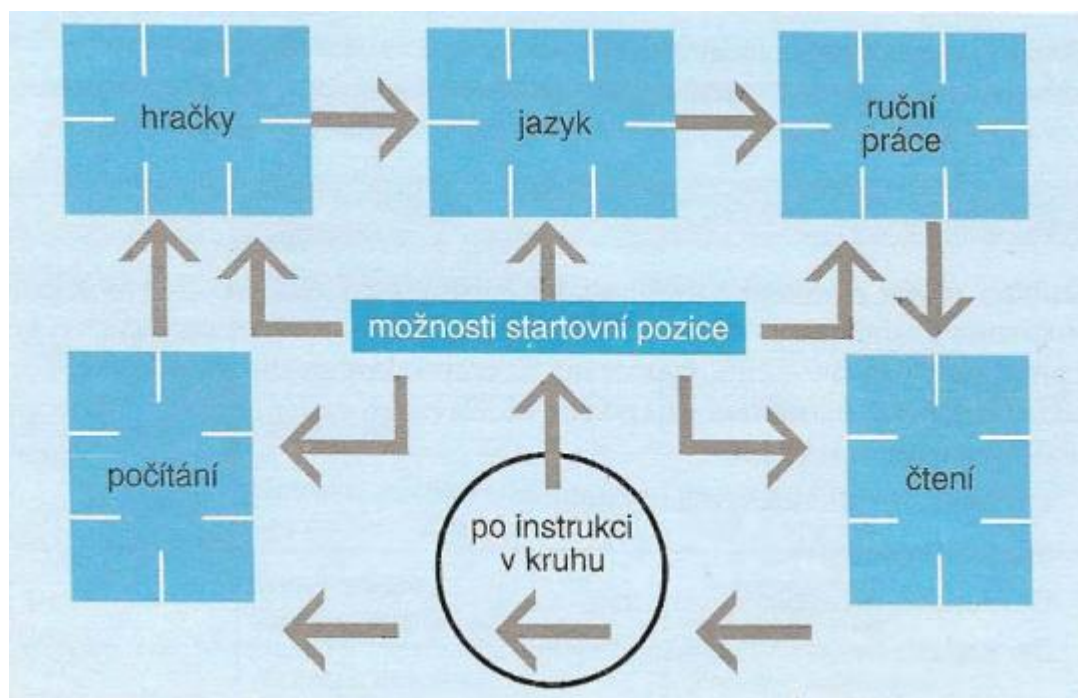 hračky
jazyk
ruční
práce
možnosti startovní pozice
počítání
čtení
po instrukci
v kruhu